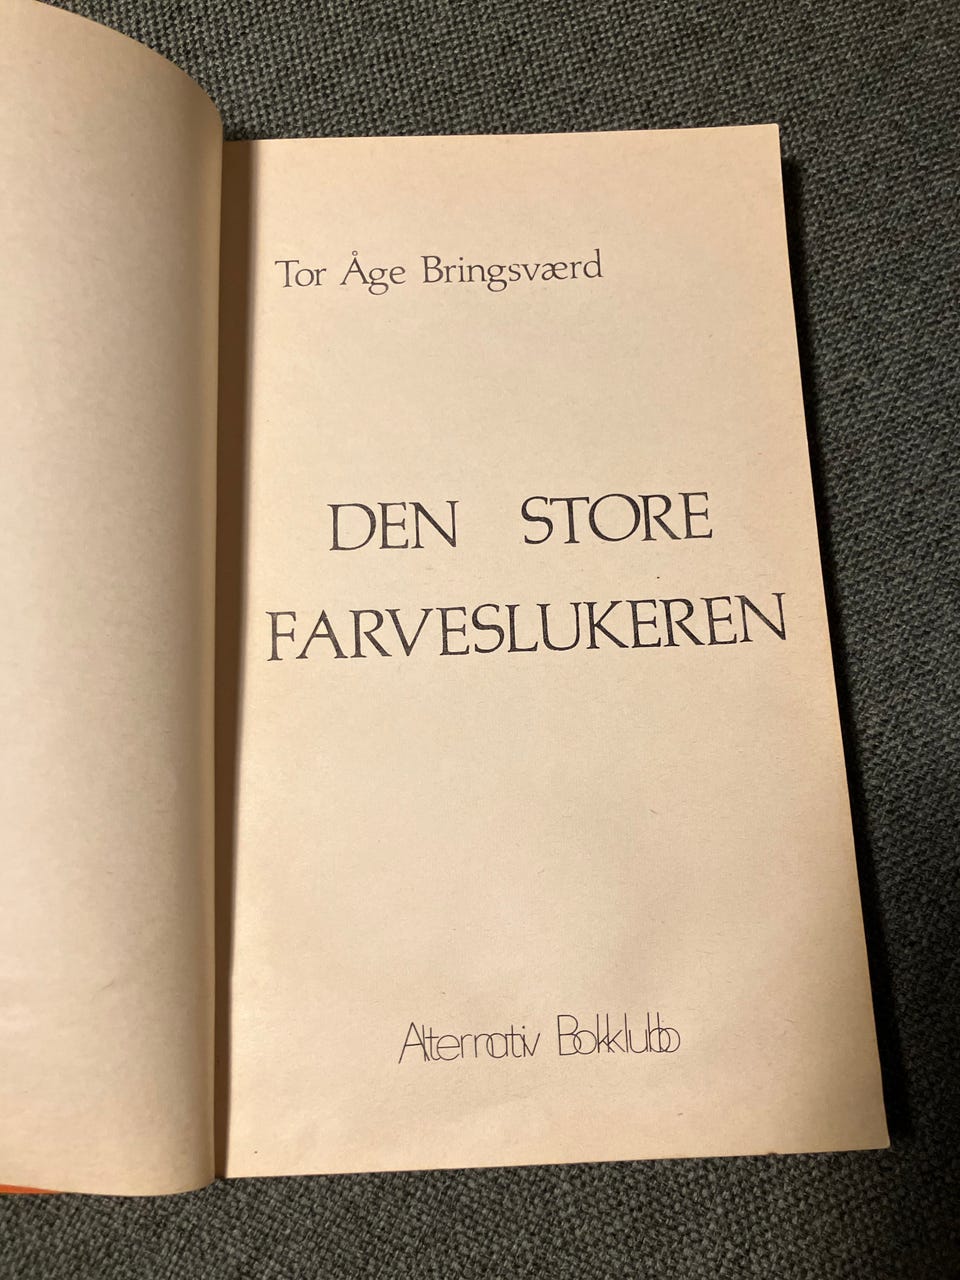 Tor Åge Bringsværd
DEN STORE
FARVESLUKEREN
Alternativ Bokklubb